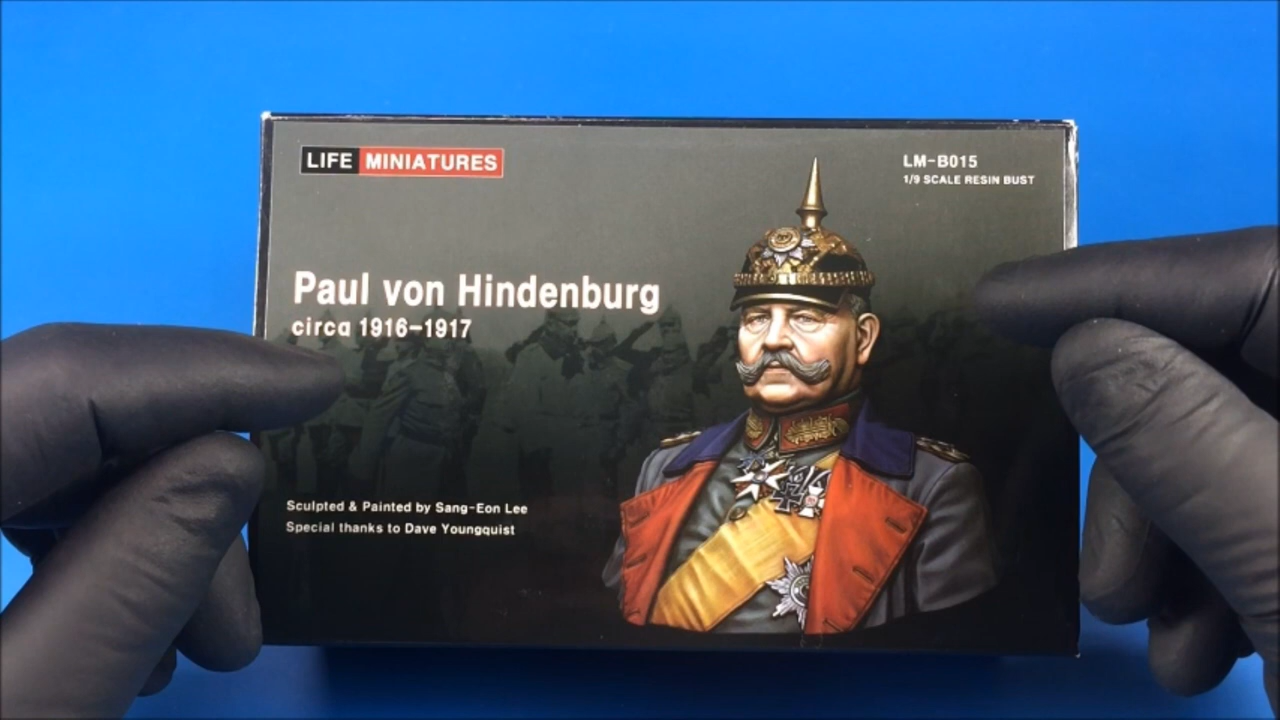 LIFE MINIATURES
LM-B015
1/9 SCALE RESIN BUST
Paul von Hindenburg
circa 1916-1917
Sculpted & Painted by Sang-Eon Lee
Special thanks to Dave Youngquist